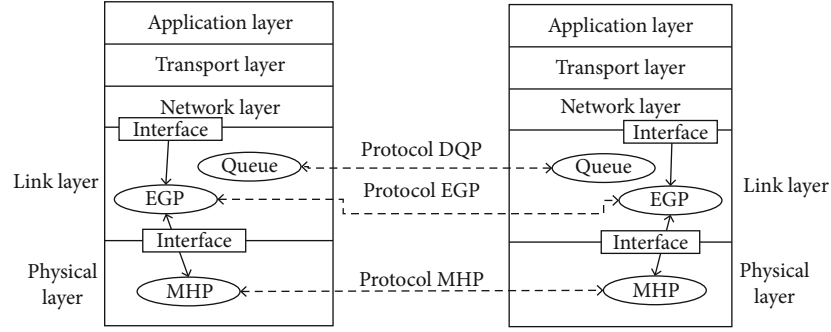 Application layer
Application layer
Transport layer
Transport layer
Network layer
Network layer
Interface
Interface
Protocol DQP
Queue
Queue
Link layer
Protocol EGP
Link layer
EGP
EGP
Interface
Interface
Physical
layer
Protocol MHP
Physical
layer
MHP
MHP